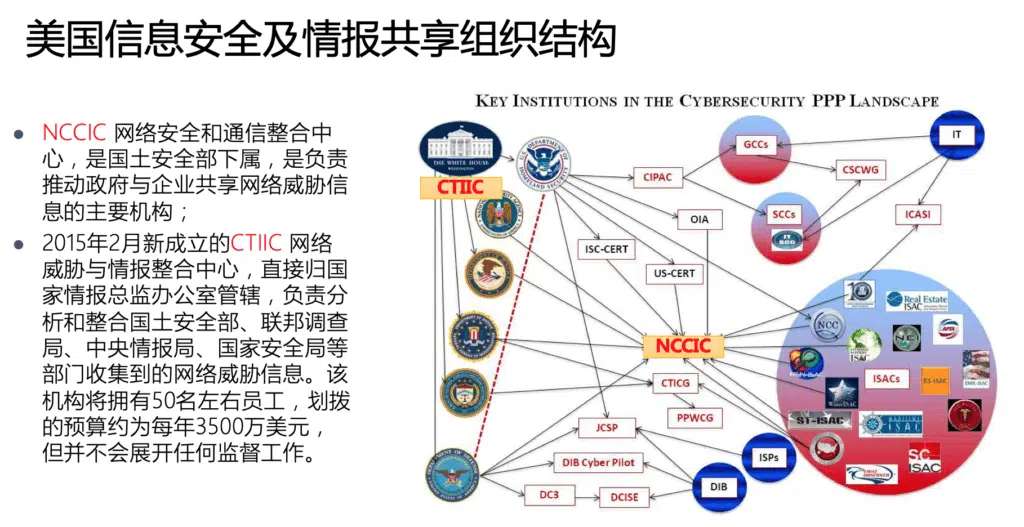 美国信息安全及情报共享组织结构
NCCIC 网络安全和通信整合中
心，是国土安全部下属，是负责
推动政府与企业共享网络威胁信
息的主要机构；
2015年2月新成立的CTIIC 网络
威胁与情报整合中心，直接归国
家情报总监办公室管辖，负责分
析和整合国土安全部、联邦调查
局、中央情报局、国家安全局等
部门收集到的网络威胁信息。该
机构将拥有50名左右员工，划拨
的预算约为每年3500万美元，
但并不会展开任何监督工作。
KEY INSTITUTIONS IN THE CYBERSECURITY PPP LANDSCAPE
THE WHITE HOUSE
WASHINGTON
CTIIC
CIPAC
GCCs
IT
CSCWG
SCCs
IT
SCC
ICASI
OIA
ISC-CERT
US-CERT
NCCIC
Real Estate
ISAC
NCC
APTA
NEI
ISACs
ES-ISAC
EMR-ISAC
WaterISAC
ST-ISAC
ISAC
SC
ISAC
CTICG
PPWCG
JCSP
DIB Cyber Pilot
ISPs
DIB
DC3
DCISE